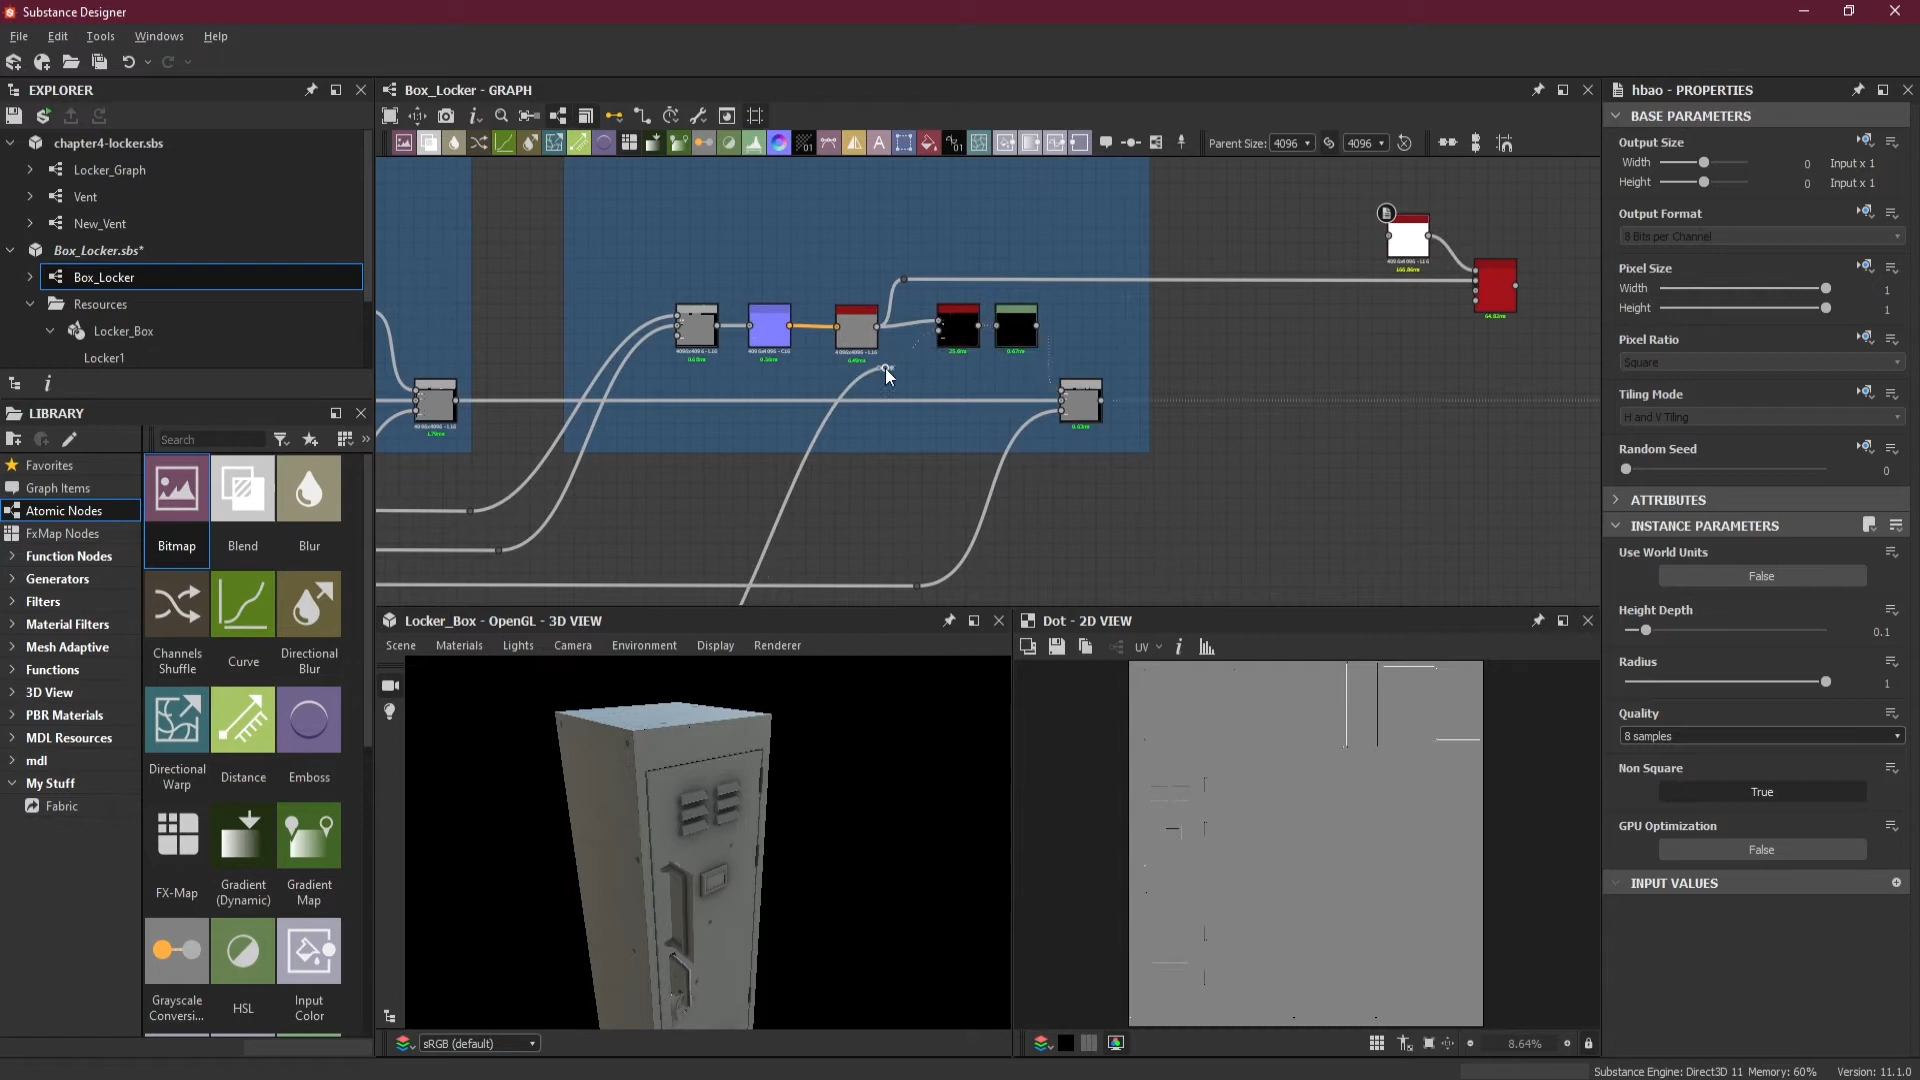 Substance Designer
File Edit Tools Windows Help
EXPLORER
chapter4-locker.sbs
Locker_Graph
Vent
New_Vent
Box_Locker.sbs*
Box_Locker
Resources
Locker_Box
Locker1
LIBRARY
Search
Favorites
Graph Items
Atomic Nodes
FxMap Nodes
Function Nodes
Generators
Filters
Material Filters
Mesh Adaptive
Functions
3D View
PBR Materials
MDL Resources
mdl
My Stuff
Fabric
Bitmap Blend Blur
Channels Shuffle Curve Directional Blur
Directional Warp Distance Emboss
FX-Map Gradient (Dynamic) Gradient Map
Grayscale Conversi... HSL Input Color
Box_Locker - GRAPH
Parent Size: 4096 4096
Locker_Box - OpenGL - 3D VIEW
Scene Materials Lights Camera Environment Display Renderer
sRGB (default)
Dot - 2D VIEW
UV
8.64%
hbao - PROPERTIES
BASE PARAMETERS
Output Size
Width 0 Input x 1
Height 0 Input x 1
Output Format
8 Bits per Channel
Pixel Size
Width 1
Height 1
Pixel Ratio
Square
Tiling Mode
H and V Tiling
Random Seed
0
ATTRIBUTES
INSTANCE PARAMETERS
Use World Units
False
Height Depth
0.1
Radius
1
Quality
8 samples
Non Square
True
GPU Optimization
False
INPUT VALUES
Substance Engine: Direct3D 11 Memory: 60% Version: 11.1.0